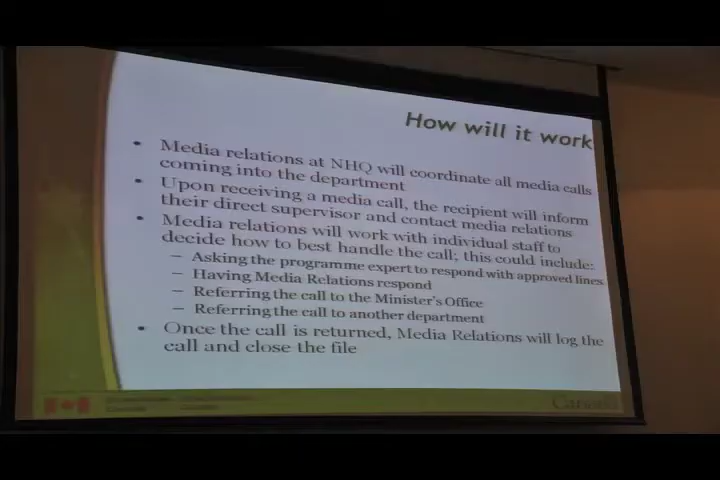 How will it work
• Media relations at NHQ will coordinate all media calls
coming into the department
• Upon receiving a media call, the recipient will inform
their direct supervisor and contact media relations
• Media relations will work with individual staff to
decide how to best handle the call; this could include:
– Asking the programme expert to respond with approved lines
– Having Media Relations respond
– Referring the call to the Minister's Office
– Referring the call to another department
• Once the call is returned, Media Relations will log the
call and close the file